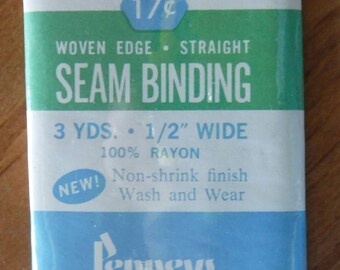 17¢
WOVEN EDGE • STRAIGHT
SEAM BINDING
3 YDS. • 1/2" WIDE
100% RAYON
NEW! Non-shrink finish
Wash and Wear
Penneys